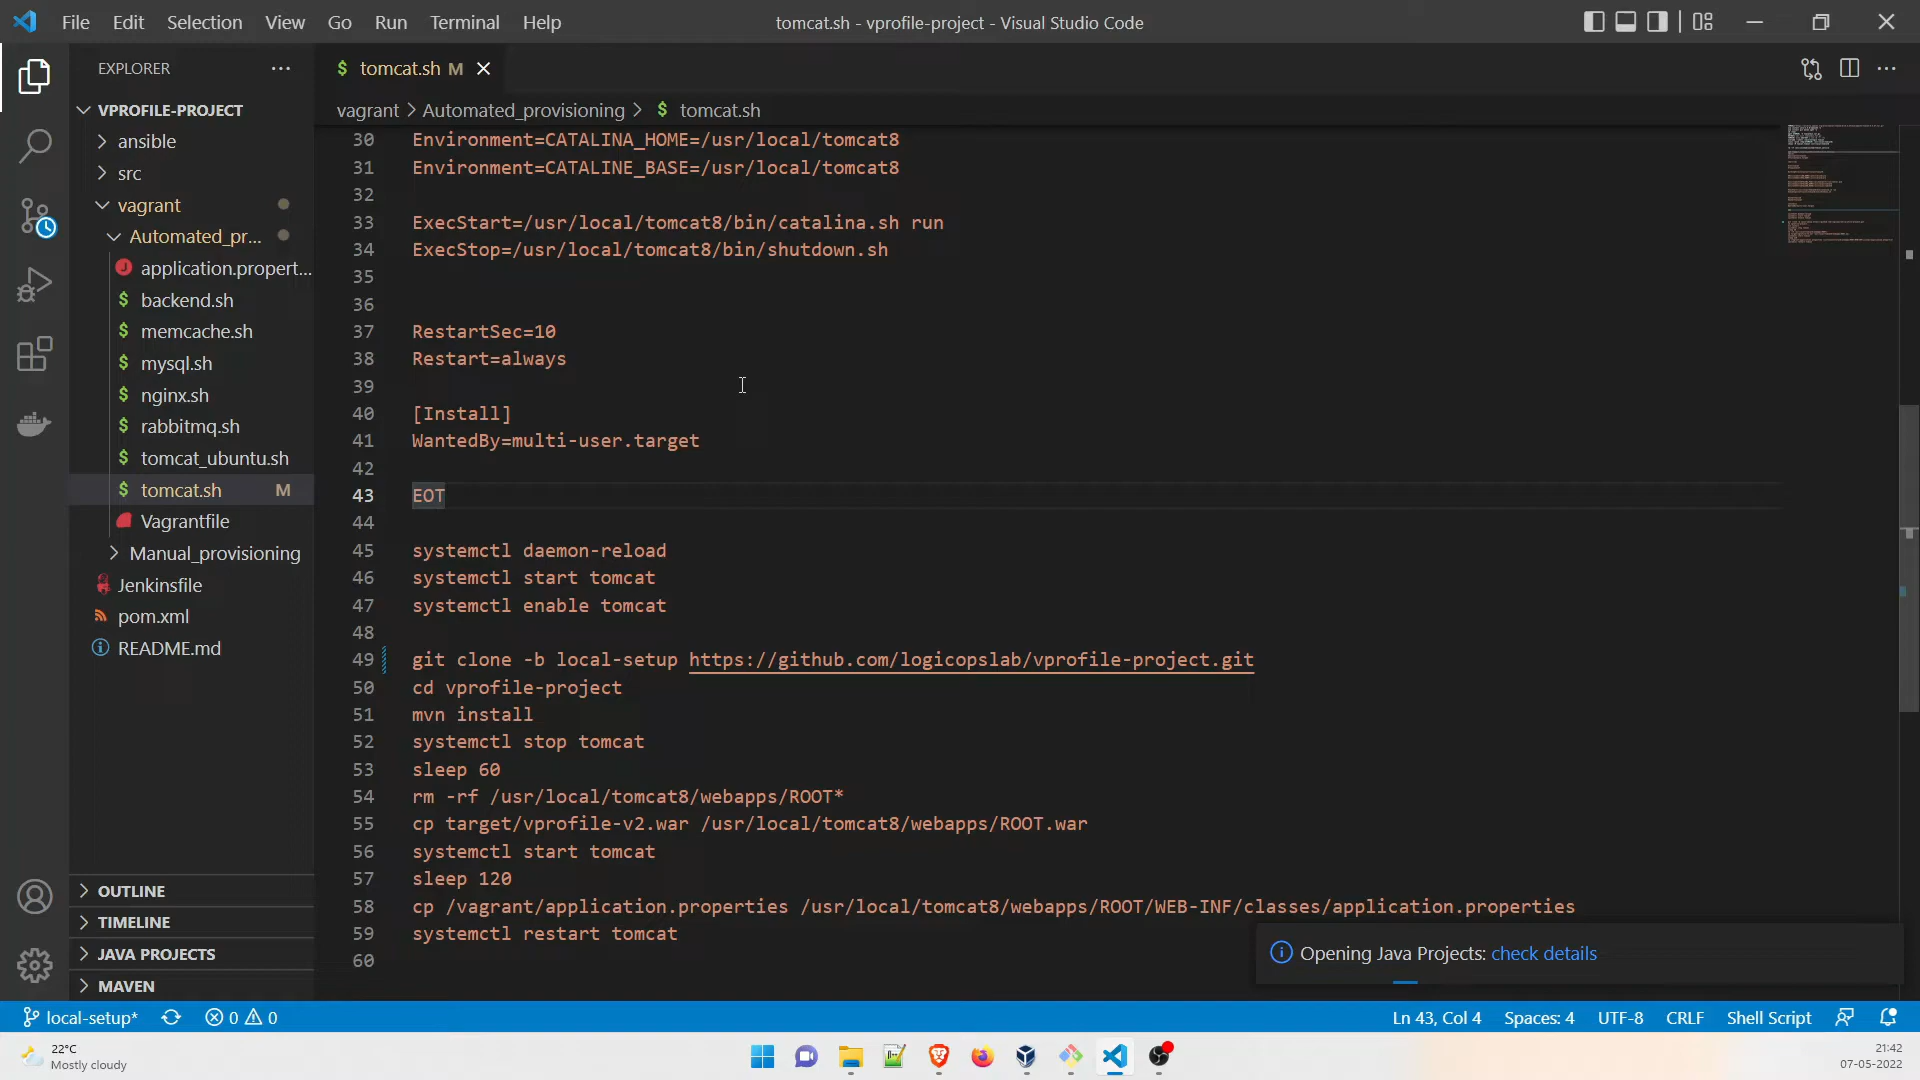 File Edit Selection View Go Run Terminal Help
tomcat.sh - vprofile-project - Visual Studio Code
EXPLORER
VPROFILE-PROJECT
ansible
src
vagrant
Automated_pr...
application.propert...
backend.sh
memcache.sh
mysql.sh
nginx.sh
rabbitmq.sh
tomcat_ubuntu.sh
tomcat.sh M
Vagrantfile
Manual_provisioning
Jenkinsfile
pom.xml
README.md
OUTLINE
TIMELINE
JAVA PROJECTS
MAVEN
tomcat.sh M
vagrant > Automated_provisioning > $ tomcat.sh
30 Environment=CATALINA_HOME=/usr/local/tomcat8
31 Environment=CATALINE_BASE=/usr/local/tomcat8
32
33 ExecStart=/usr/local/tomcat8/bin/catalina.sh run
34 ExecStop=/usr/local/tomcat8/bin/shutdown.sh
35
36
37 RestartSec=10
38 Restart=always
39
40 [Install]
41 WantedBy=multi-user.target
42
43 EOT
44
45 systemctl daemon-reload
46 systemctl start tomcat
47 systemctl enable tomcat
48
49 git clone -b local-setup https://github.com/logicopslab/vprofile-project.git
50 cd vprofile-project
51 mvn install
52 systemctl stop tomcat
53 sleep 60
54 rm -rf /usr/local/tomcat8/webapps/ROOT*
55 cp target/vprofile-v2.war /usr/local/tomcat8/webapps/ROOT.war
56 systemctl start tomcat
57 sleep 120
58 cp /vagrant/application.properties /usr/local/tomcat8/webapps/ROOT/WEB-INF/classes/application.properties
59 systemctl restart tomcat
60
Opening Java Projects: check details
local-setup* 0 0
Ln 43, Col 4 Spaces: 4 UTF-8 CRLF Shell Script
22°C
Mostly cloudy
21:42
07-05-2022